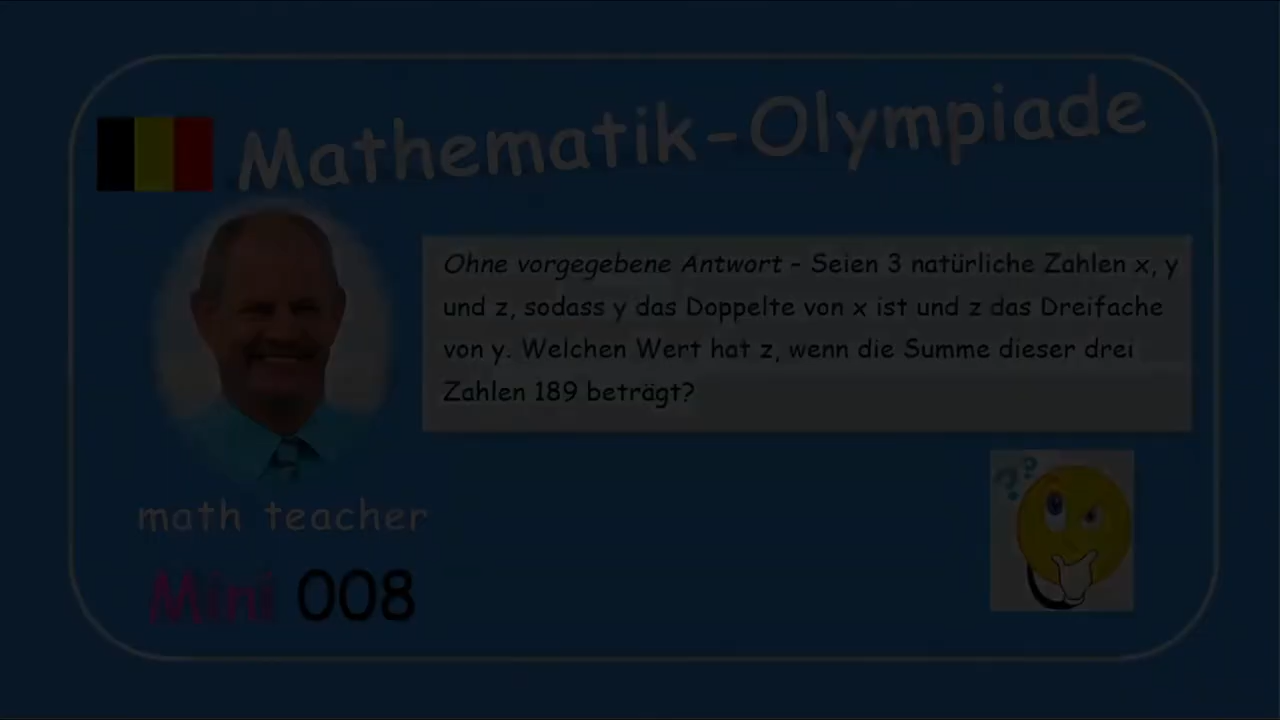 Mathematik-Olympiade
Ohne vorgegebene Antwort - Seien 3 natürliche Zahlen x, y
und z, sodass y das Doppelte von x ist und z das Dreifache
von y. Welchen Wert hat z, wenn die Summe dieser drei
Zahlen 189 beträgt?
??
math teacher
Mini 008